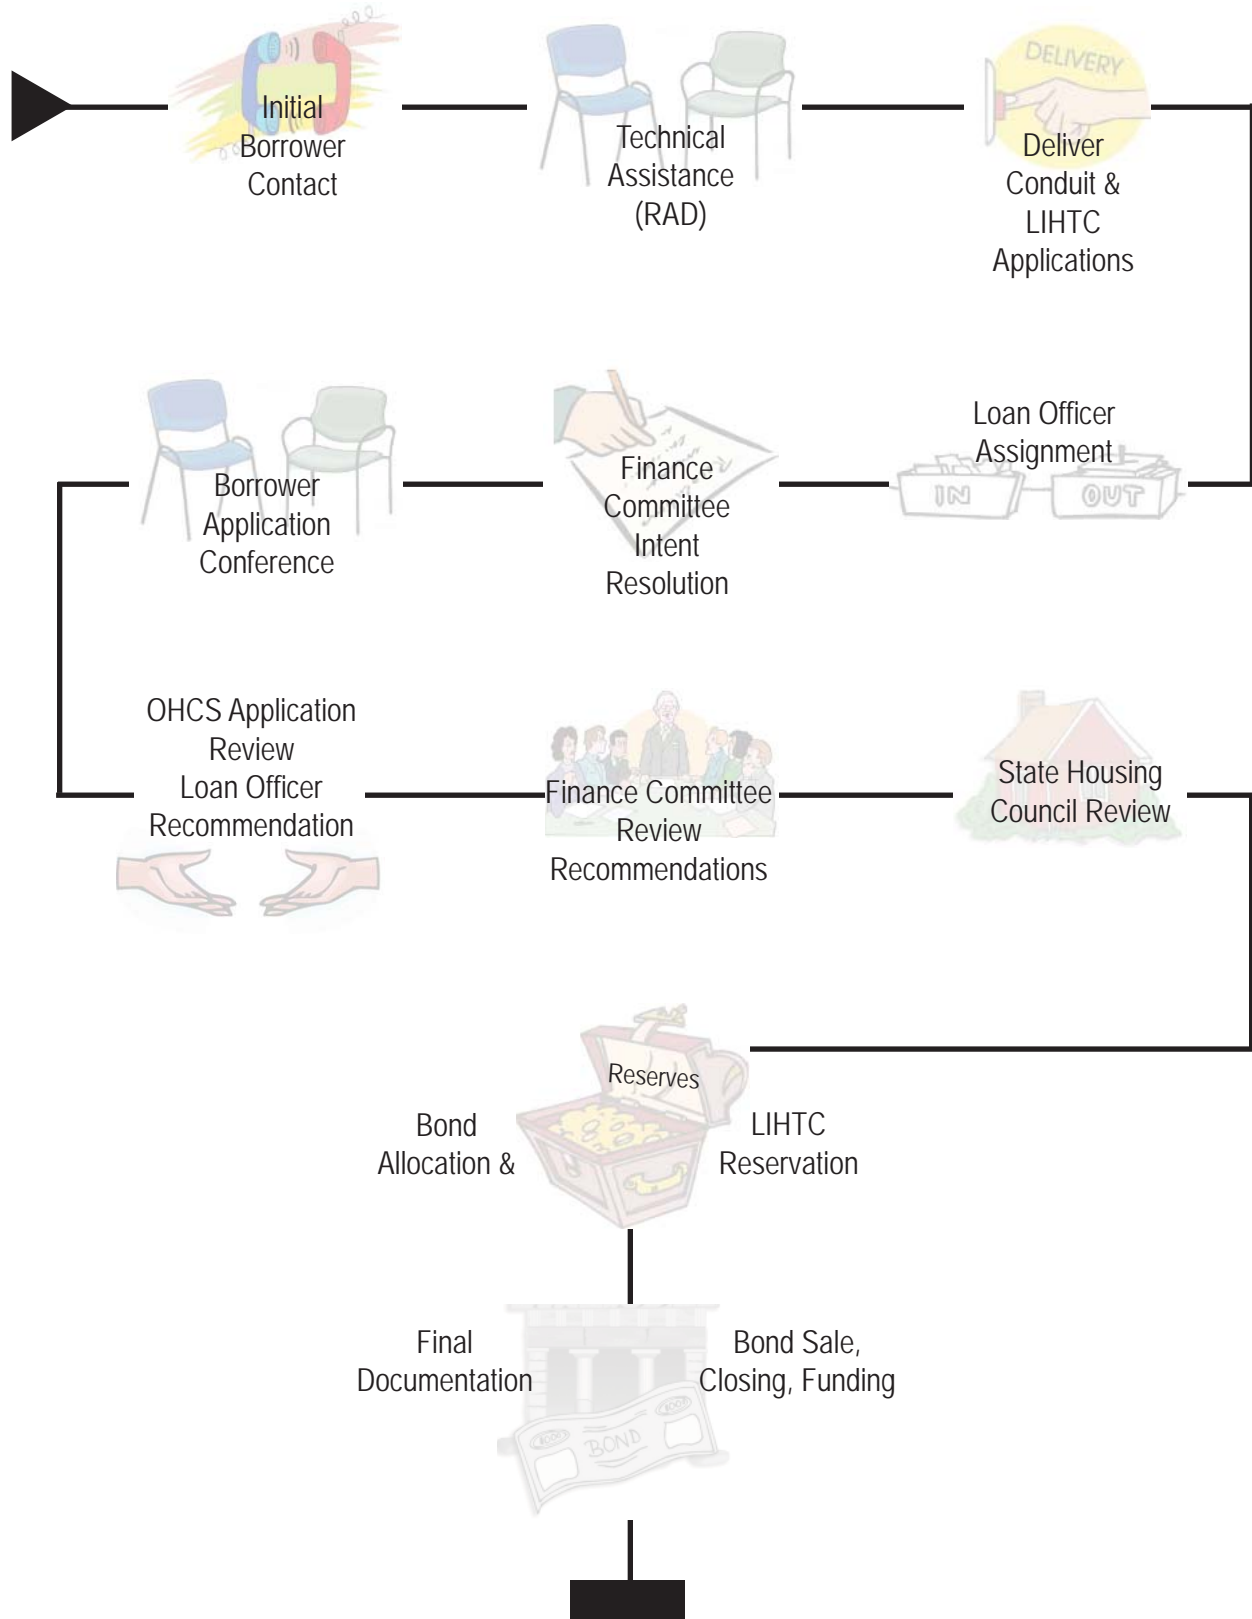 Initial
Borrower
Contact
Technical
Assistance
(RAD)
DELIVERY
Deliver
Conduit &
LIHTC
Applications
Loan Officer
Assignment
IN
OUT
Finance
Committee
Intent
Resolution
Borrower
Application
Conference
OHCS Application
Review
Loan Officer
Recommendation
Finance Committee
Review
Recommendations
State Housing
Council Review
Reserves
Bond
Allocation &
LIHTC
Reservation
Final
Documentation
Bond Sale,
Closing, Funding
BOND